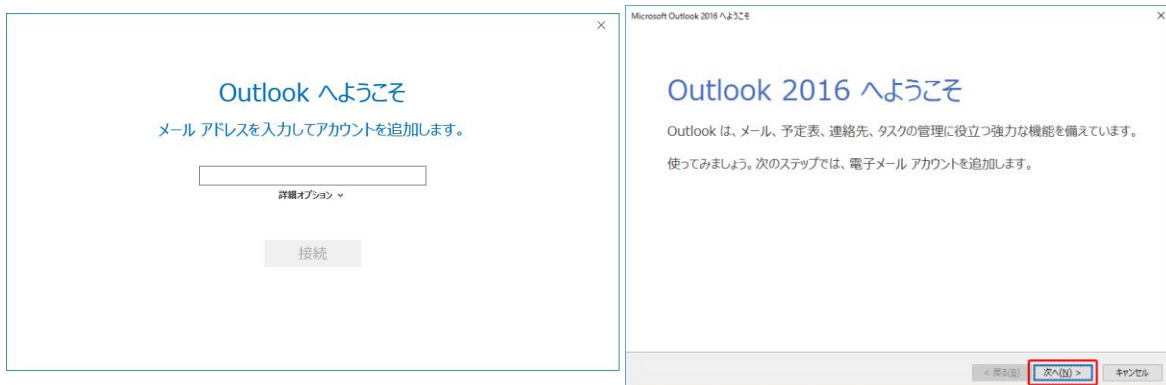 ×
Outlook へようこそ
メール アドレスを入力してアカウントを追加します。
詳細オプション ∨
接続
Microsoft Outlook 2016 へようこそ
×
Outlook 2016 へようこそ
Outlook は、メール、予定表、連絡先、タスクの管理に役立つ強力な機能を備えています。
使ってみましょう。次のステップでは、電子メール アカウントを追加します。
< 戻る(B) 次へ(N) > キャンセル